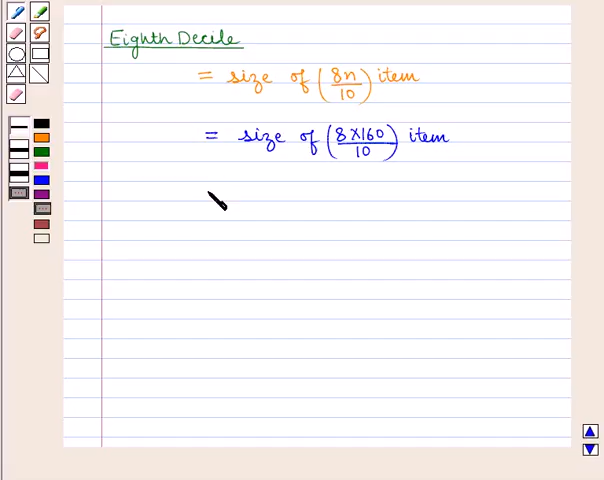 Eighth Decile
= size of (8n/10) item
= size of (8×160/10) item